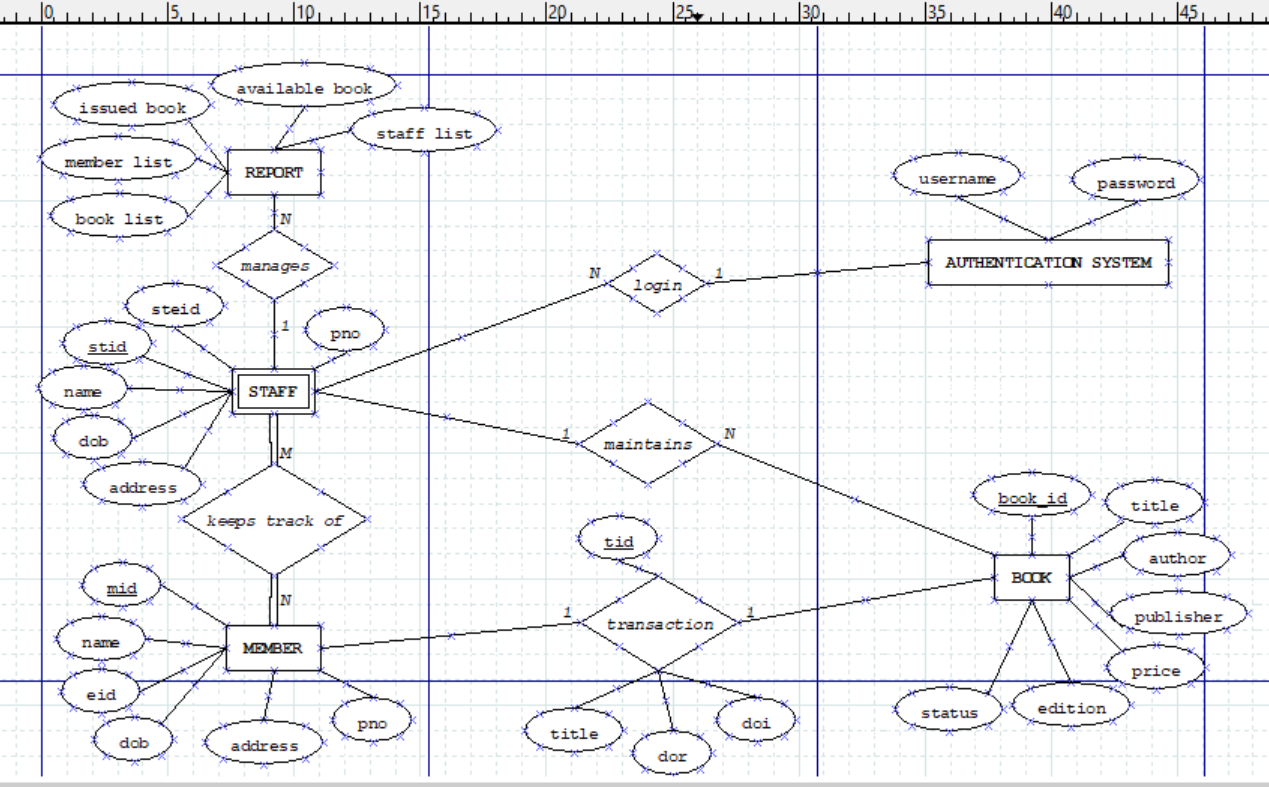 0 5 10 15 20 25 30 35 40 45
available book
issued book
staff list
member list
REPORT
book list
username
password
N
manages
AUTHENTICATION SYSTEM
N
1
login
steid
1
pno
stid
name
STAFF
dob
1
N
maintains
M
address
keeps track of
book_id
title
tid
author
BOOK
mid
N
1
1
publisher
transaction
name
MEMBER
price
eid
status
edition
pno
doi
title
dob
address
dor